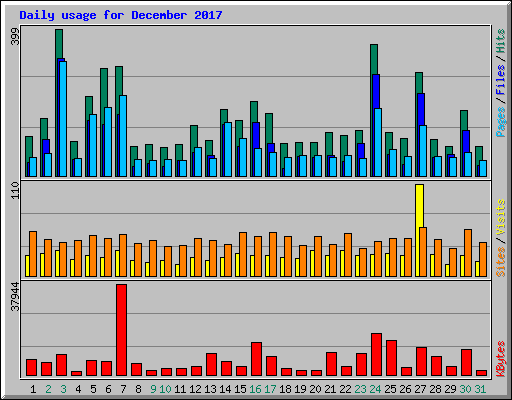 Daily usage for December 2017
399
Pages / Files / Hits
110
Sites / Visits
37944
KBytes
1 2 3 4 5 6 7 8 9 10 11 12 13 14 15 16 17 18 19 20 21 22 23 24 25 26 27 28 29 30 31